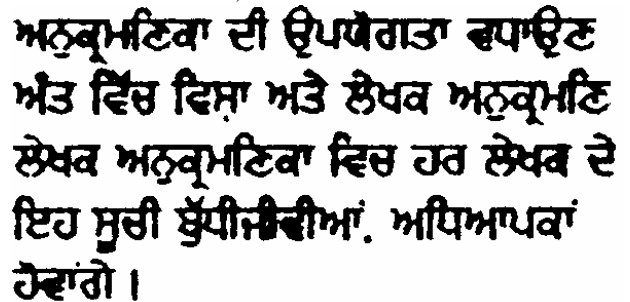 ਅਨੁਕ੍ਰਮਣਿਕਾ ਦੀ ਉਪਯੋਗਤਾ ਵਧਾਉਣ
ਅੰਤ ਵਿੱਚ ਵਿਸ਼ਾ ਅਤੇ ਲੇਖਕ ਅਨੁਕ੍ਰਮਣਿ
ਲੇਖਕ ਅਨੁਕ੍ਰਮਣਿਕਾ ਵਿਚ ਹਰ ਲੇਖਕ ਦੇ
ਇਹ ਸੂਚੀ ਬੁੱਧੀਜੀਵੀਆਂ. ਅਧਿਆਪਕਾਂ
ਹੋਵਾਂਗੇ।